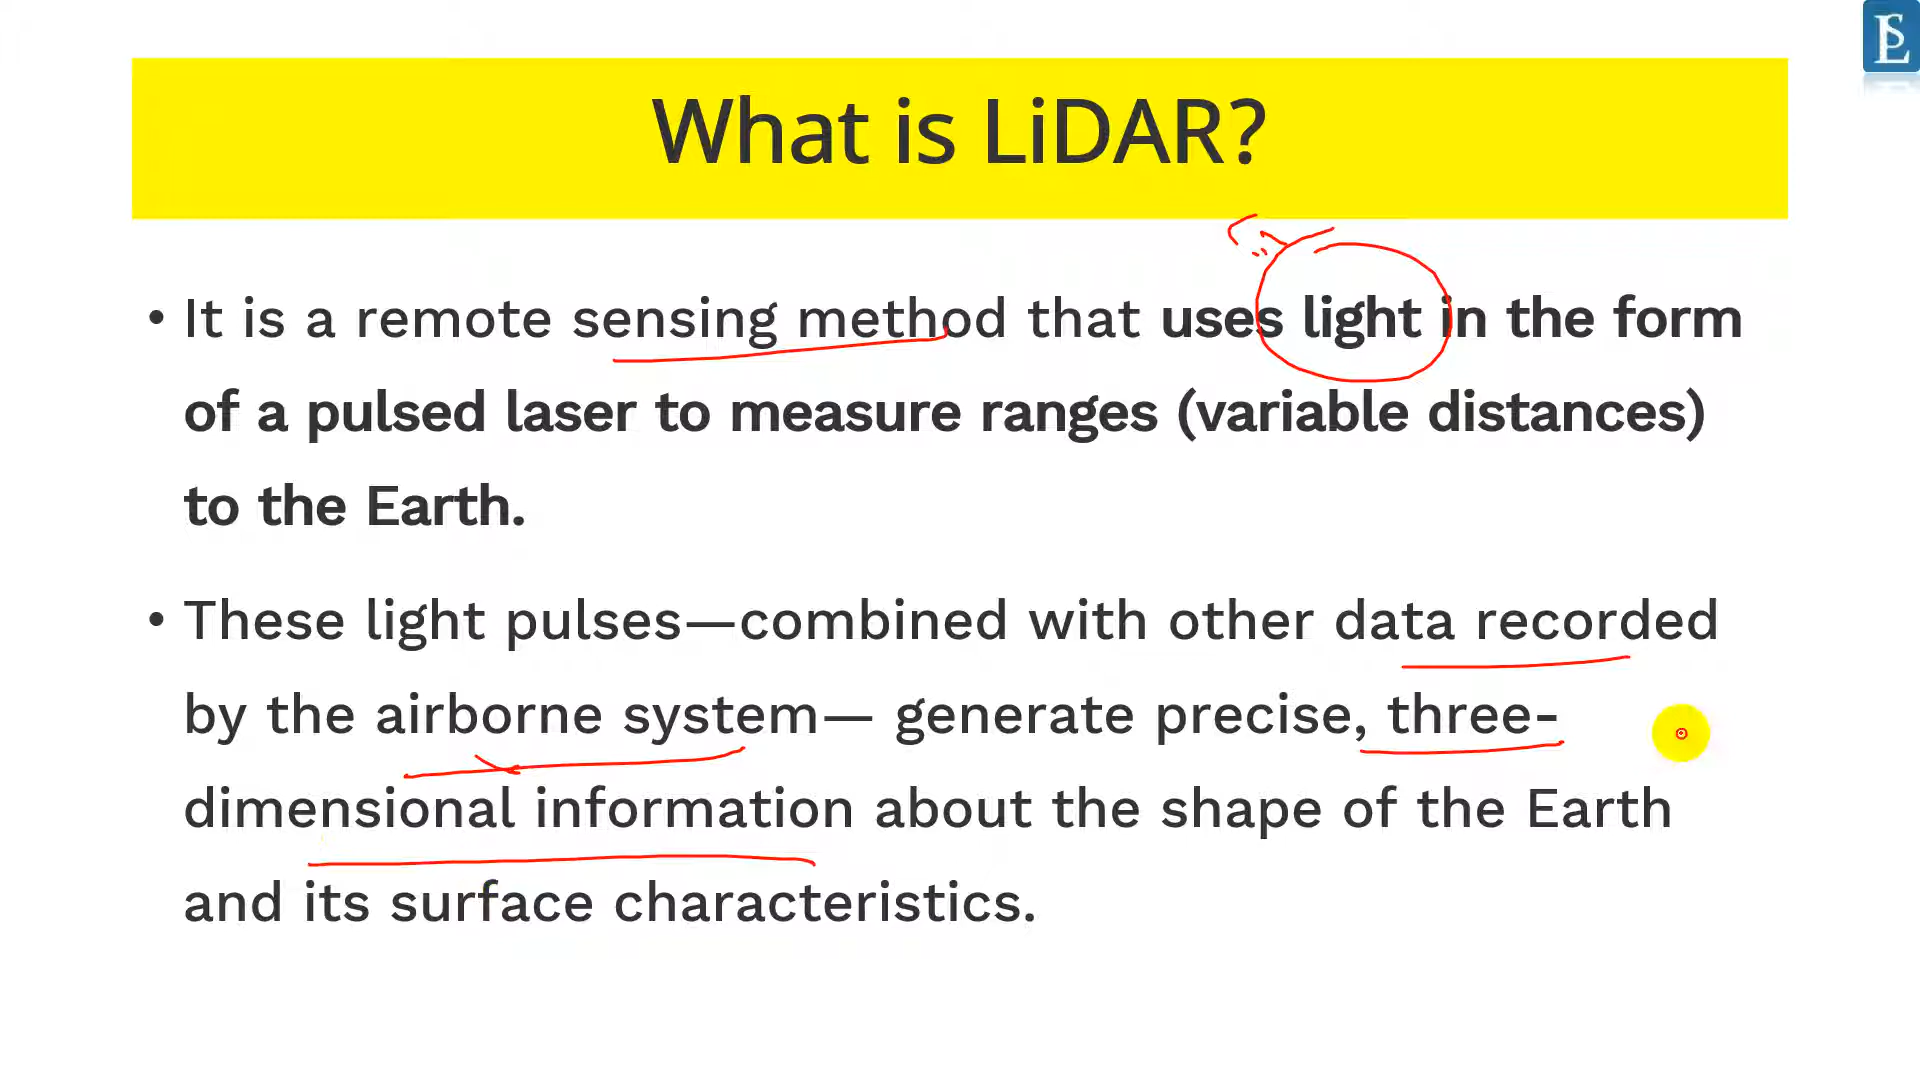 What is LiDAR?
• It is a remote sensing method that uses light in the form
of a pulsed laser to measure ranges (variable distances)
to the Earth.
• These light pulses—combined with other data recorded
by the airborne system— generate precise, three-
dimensional information about the shape of the Earth
and its surface characteristics.